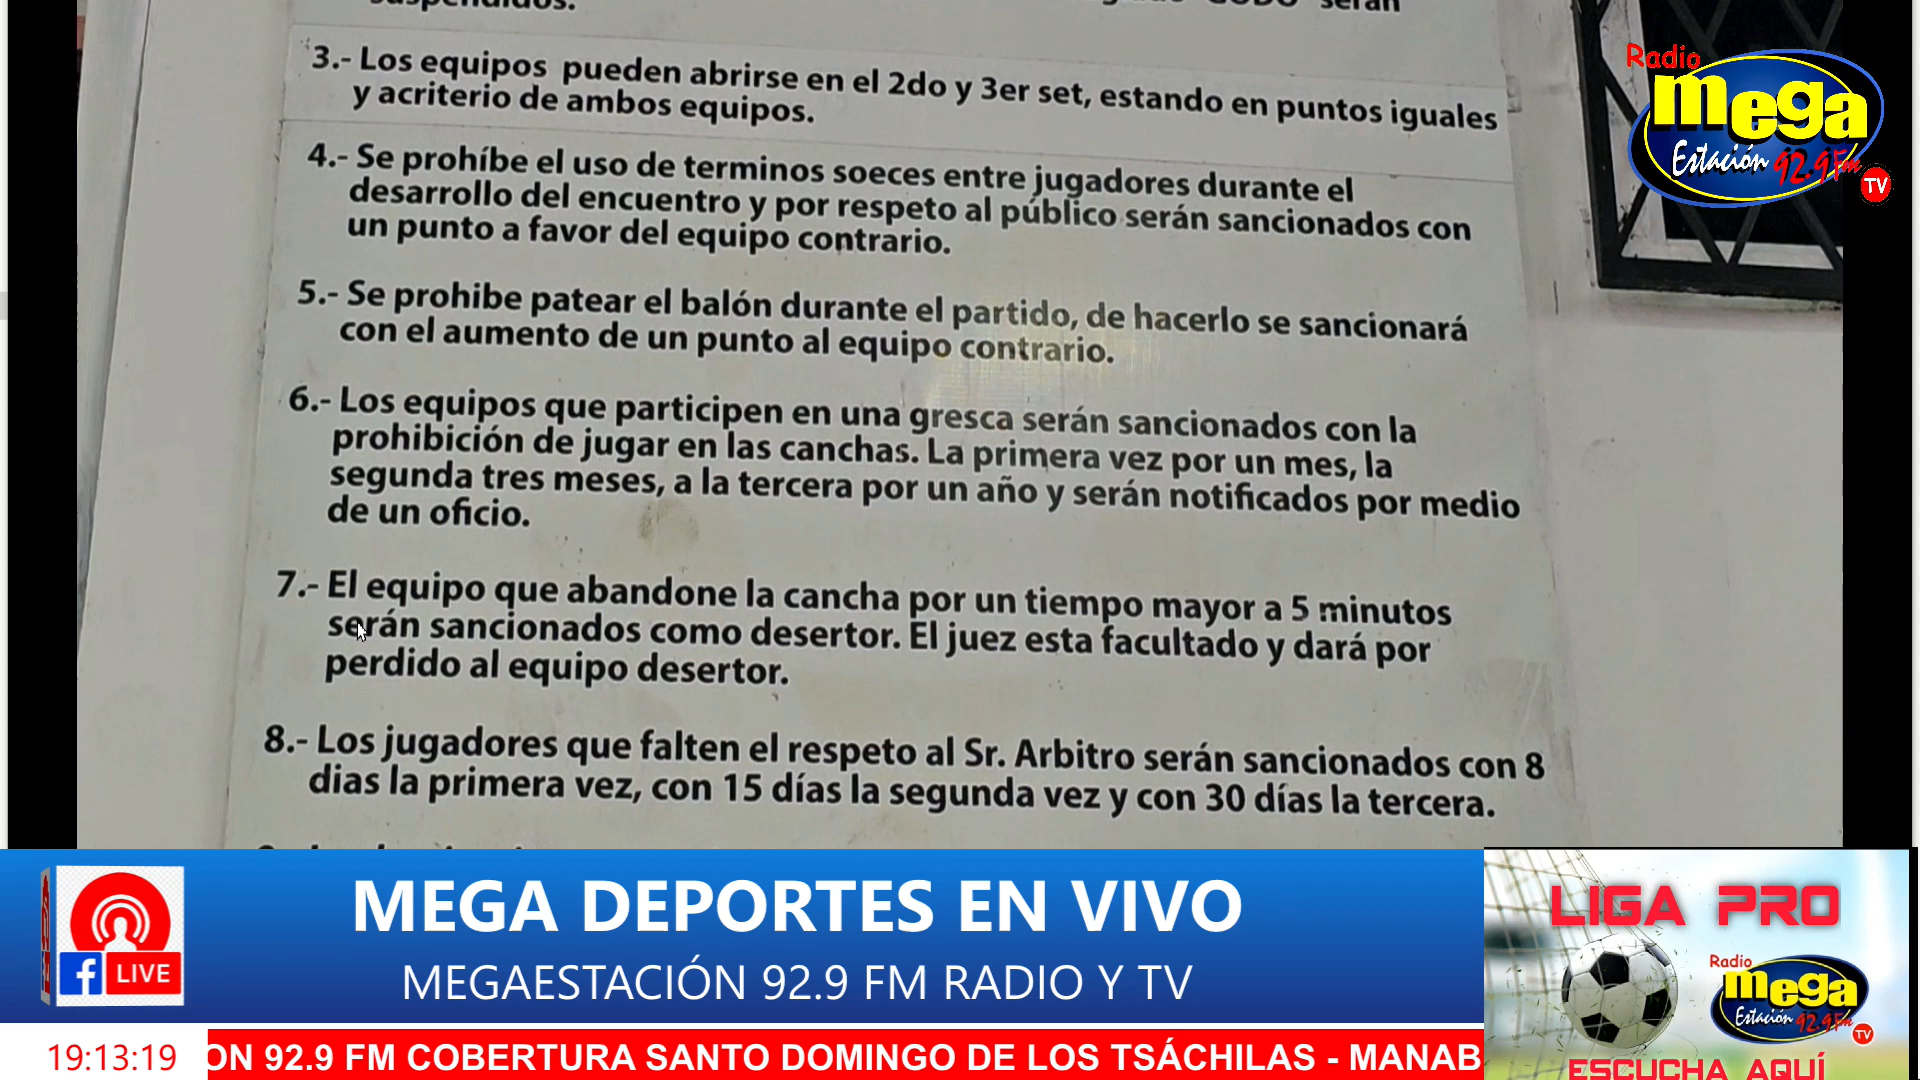 suspendidos. CODO serán
3.- Los equipos pueden abrirse en el 2do y 3er set, estando en puntos iguales
y acriterio de ambos equipos.
4.- Se prohíbe el uso de terminos soeces entre jugadores durante el
desarrollo del encuentro y por respeto al público serán sancionados con
un punto a favor del equipo contrario.
5.- Se prohibe patear el balón durante el partido, de hacerlo se sancionará
con el aumento de un punto al equipo contrario.
6.- Los equipos que participen en una gresca serán sancionados con la
prohibición de jugar en las canchas. La primera vez por un mes, la
segunda tres meses, a la tercera por un año y serán notificados por medio
de un oficio.
7.- El equipo que abandone la cancha por un tiempo mayor a 5 minutos
serán sancionados como desertor. El juez esta facultado y dará por
perdido al equipo desertor.
8.- Los jugadores que falten el respeto al Sr. Arbitro serán sancionados con 8
dias la primera vez, con 15 días la segunda vez y con 30 días la tercera.
Radio
mega
Estación 92.9 Fm
TV
f LIVE
MEGA DEPORTES EN VIVO
MEGAESTACIÓN 92.9 FM RADIO Y TV
LIGA PRO
Radio
mega
Estación 92.9 Fm
TV
ESCUCHA AQUÍ
19:13:19
ON 92.9 FM COBERTURA SANTO DOMINGO DE LOS TSÁCHILAS - MANAB